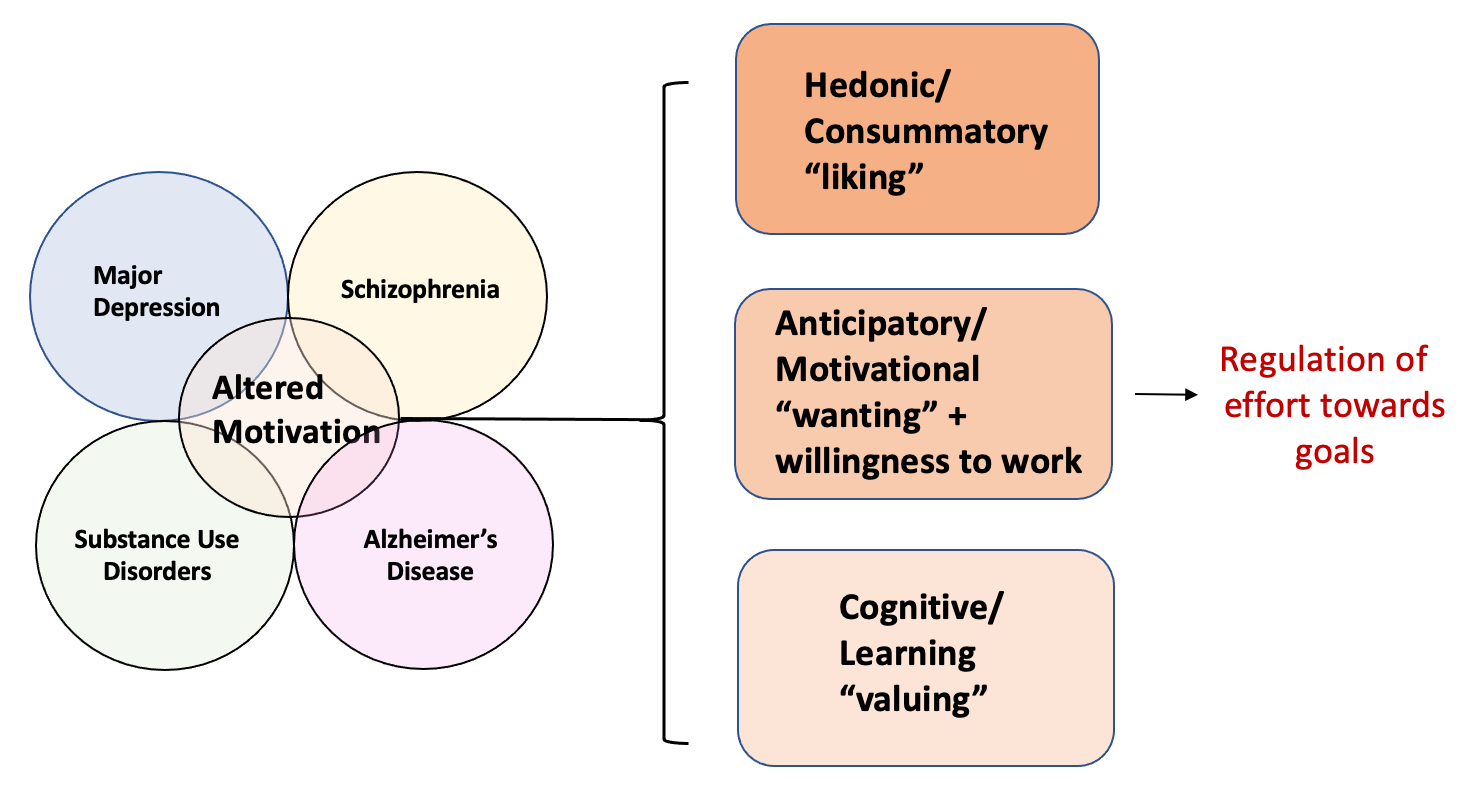 Major
Depression
Schizophrenia
Altered
Motivation
Substance Use
Disorders
Alzheimer’s
Disease
Hedonic/
Consummatory
“liking”
Anticipatory/
Motivational
“wanting” +
willingness to work
Cognitive/
Learning
“valuing”
Regulation of
effort towards
goals